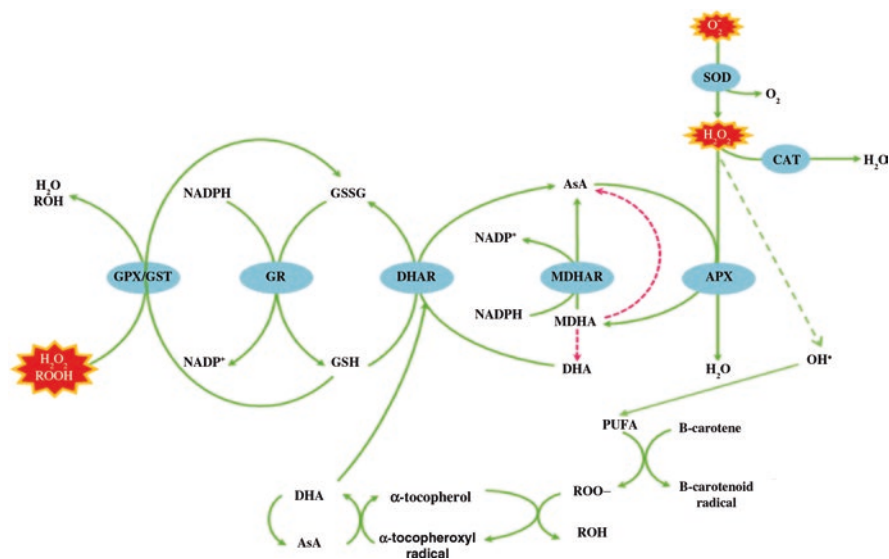 O₂⁻
SOD
O₂
H₂O₂
CAT
H₂O
H₂O
ROH
NADPH
GSSG
AsA
NADP⁺
GPX/GST
GR
DHAR
MDHAR
APX
NADPH
MDHA
H₂O₂
ROOH
NADP⁺
GSH
DHA
H₂O
OH•
PUFA
B-carotene
DHA
α-tocopherol
ROO–
B-carotenoid
radical
AsA
α-tocopheroxyl
radical
ROH